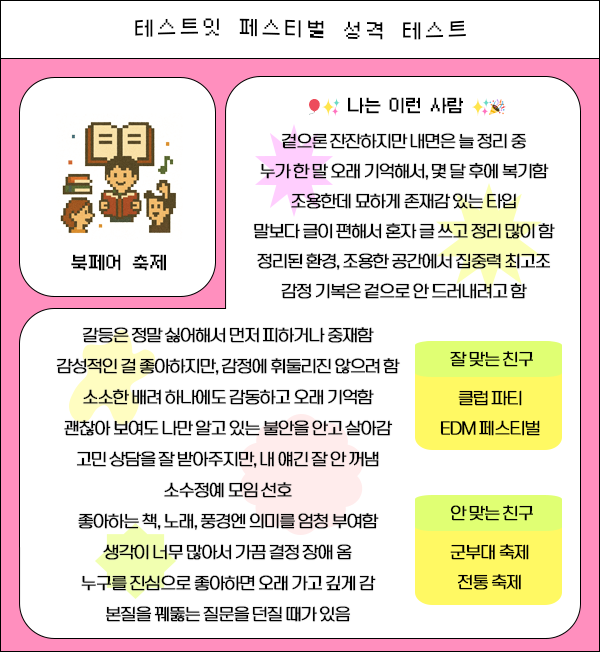 테스트잇 페스티벌 성격 테스트
북페어 축제
나는 이런 사람
겉으론 잔잔하지만 내면은 늘 정리 중
누가 한 말 오래 기억해서, 몇 달 후에 복기함
조용한데 묘하게 존재감 있는 타입
말보다 글이 편해서 혼자 글 쓰고 정리 많이 함
정리된 환경, 조용한 공간에서 집중력 최고조
감정 기복은 겉으로 안 드러내려고 함
갈등은 정말 싫어해서 먼저 피하거나 중재함
감성적인 걸 좋아하지만, 감정에 휘둘리진 않으려 함
소소한 배려 하나에도 감동하고 오래 기억함
괜찮아 보여도 나만 알고 있는 불안을 안고 살아감
고민 상담을 잘 받아주지만, 내 얘긴 잘 안 꺼냄
소수정예 모임 선호
좋아하는 책, 노래, 풍경엔 의미를 엄청 부여함
생각이 너무 많아서 가끔 결정 장애 옴
누구를 진심으로 좋아하면 오래 가고 깊게 감
본질을 꿰뚫는 질문을 던질 때가 있음
잘 맞는 친구
클럽 파티
EDM 페스티벌
안 맞는 친구
군부대 축제
전통 축제